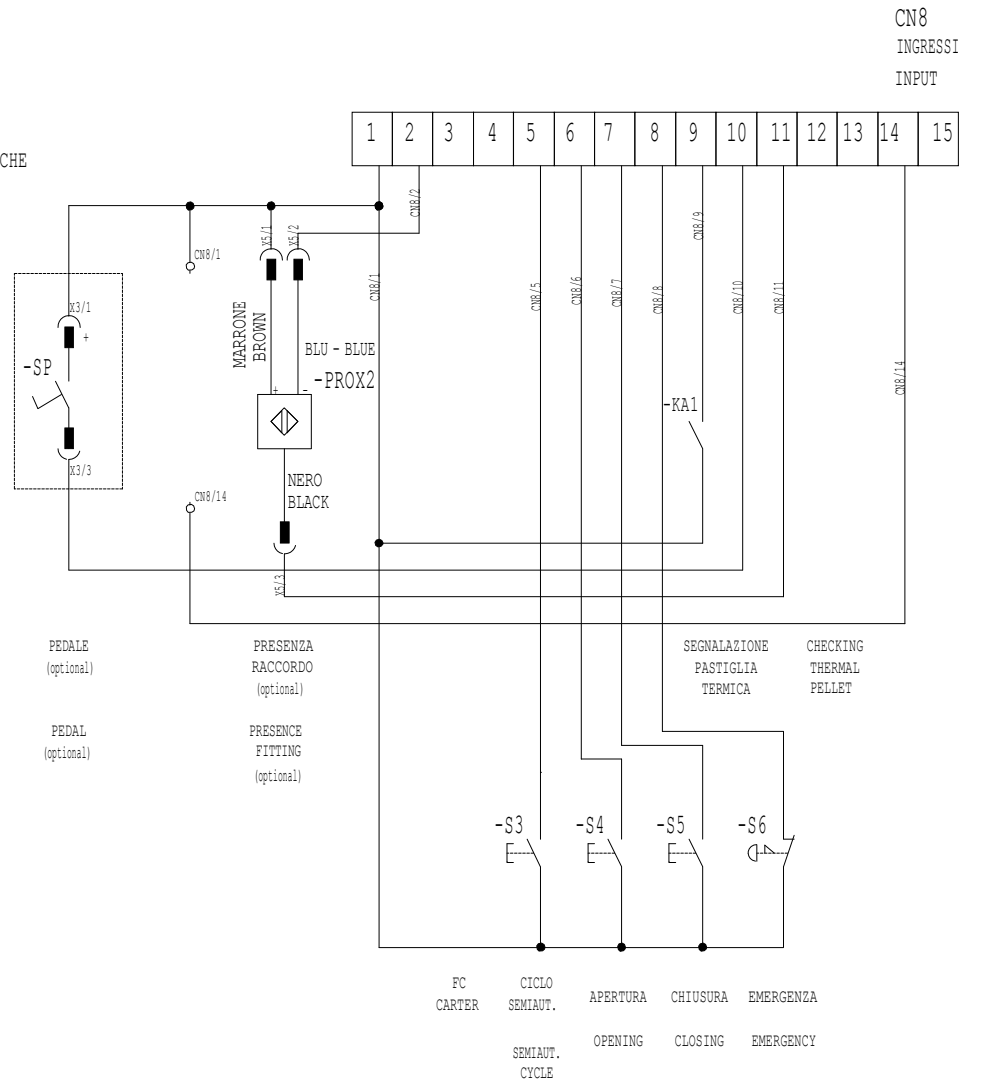 CN8
INGRESSI
INPUT
1 2 3 4 5 6 7 8 9 10 11 12 13 14 15
CHE
CN8/2
X5/1
X5/2
CN8/9
CN8/1
CN8/1
CN8/5
CN8/6
CN8/7
CN8/8
CN8/10
CN8/11
X3/1
+
MARRONE
BROWN
BLU - BLUE
-SP
-PROX2
+ -
CN8/14
-KA1
X3/3
NERO
BLACK
CN8/14
X5/3
PEDALE
(optional)
PRESENZA
RACCORDO
(optional)
SEGNALAZIONE
PASTIGLIA
TERMICA
CHECKING
THERMAL
PELLET
PEDAL
(optional)
PRESENCE
FITTING
(optional)
-S3 -S4 -S5 -S6
FC
CARTER
CICLO
SEMIAUT.
APERTURA
CHIUSURA
EMERGENZA
SEMIAUT.
CYCLE
OPENING
CLOSING
EMERGENCY